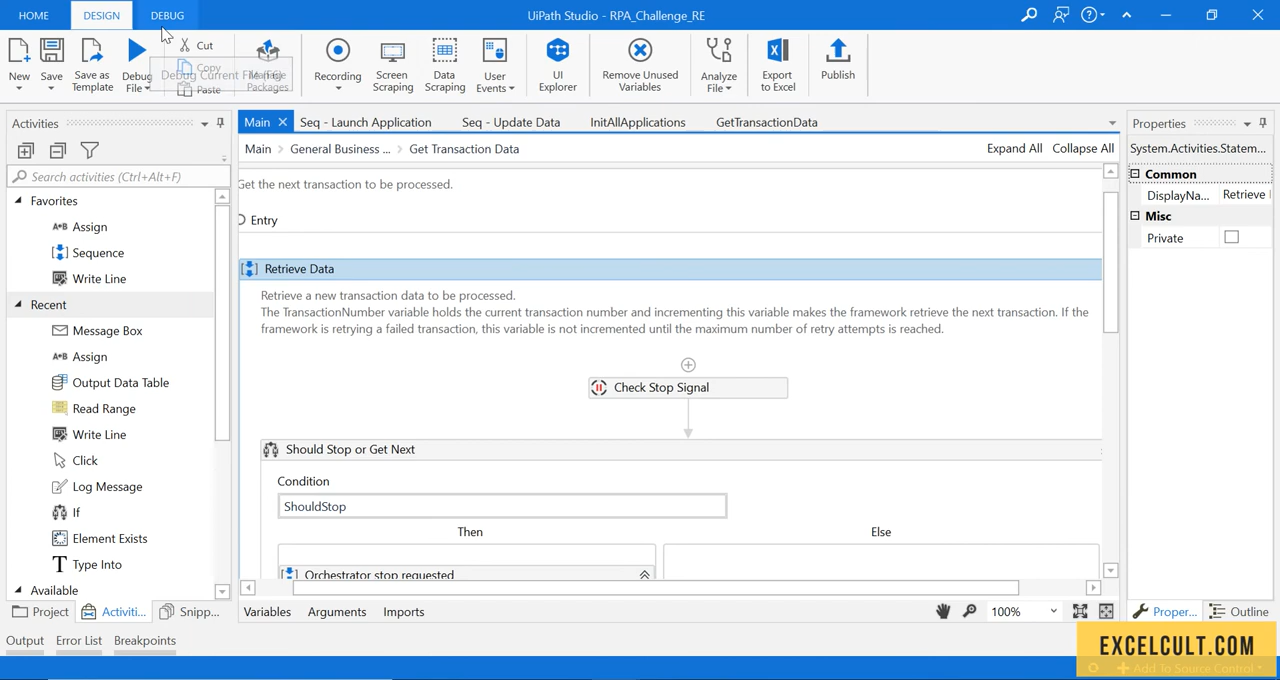 HOME DESIGN DEBUG UiPath Studio - RPA_Challenge_RE
New Save Save as Template Debug File Cut Copy Paste Manage Packages Recording Screen Scraping Data Scraping User Events UI Explorer Remove Unused Variables Analyze File Export to Excel Publish
Debug Current File (F6)
Activities
Search activities (Ctrl+Alt+F)
Favorites
Assign
Sequence
Write Line
Recent
Message Box
Assign
Output Data Table
Read Range
Write Line
Click
Log Message
If
Element Exists
Type Into
Available
Project Activiti... Snipp...
Main Seq - Launch Application Seq - Update Data InitAllApplications GetTransactionData
Main General Business ... Get Transaction Data Expand All Collapse All
Get the next transaction to be processed.
Entry
Retrieve Data
Retrieve a new transaction data to be processed.
The TransactionNumber variable holds the current transaction number and incrementing this variable makes the framework retrieve the next transaction. If the
framework is retrying a failed transaction, this variable is not incremented until the maximum number of retry attempts is reached.
Check Stop Signal
Should Stop or Get Next
Condition
ShouldStop
Then Else
Orchestrator stop requested
Variables Arguments Imports 100%
Properties
System.Activities.Statem...
Common
DisplayNa... Retrieve
Misc
Private
Proper... Outline
Output Error List Breakpoints
EXCELCULT.COM
Add To Source Control